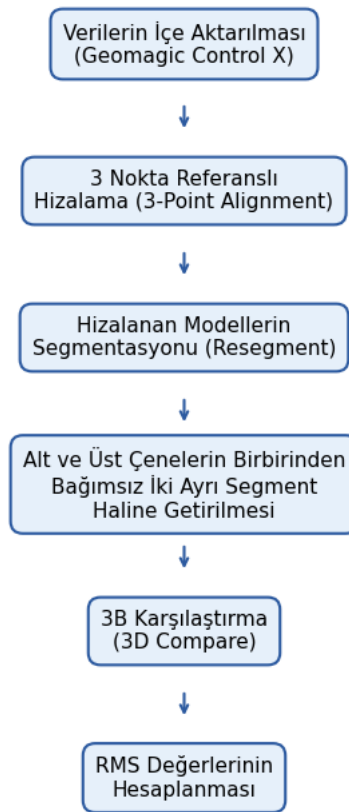 Verilerin İçe Aktarılması
(Geomagic Control X)
3 Nokta Referanslı
Hizalama (3-Point Alignment)
Hizalanan Modellerin
Segmentasyonu (Resegment)
Alt ve Üst Çenelerin Birbirinden
Bağımsız İki Ayrı Segment
Haline Getirilmesi
3B Karşılaştırma
(3D Compare)
RMS Değerlerinin
Hesaplanması